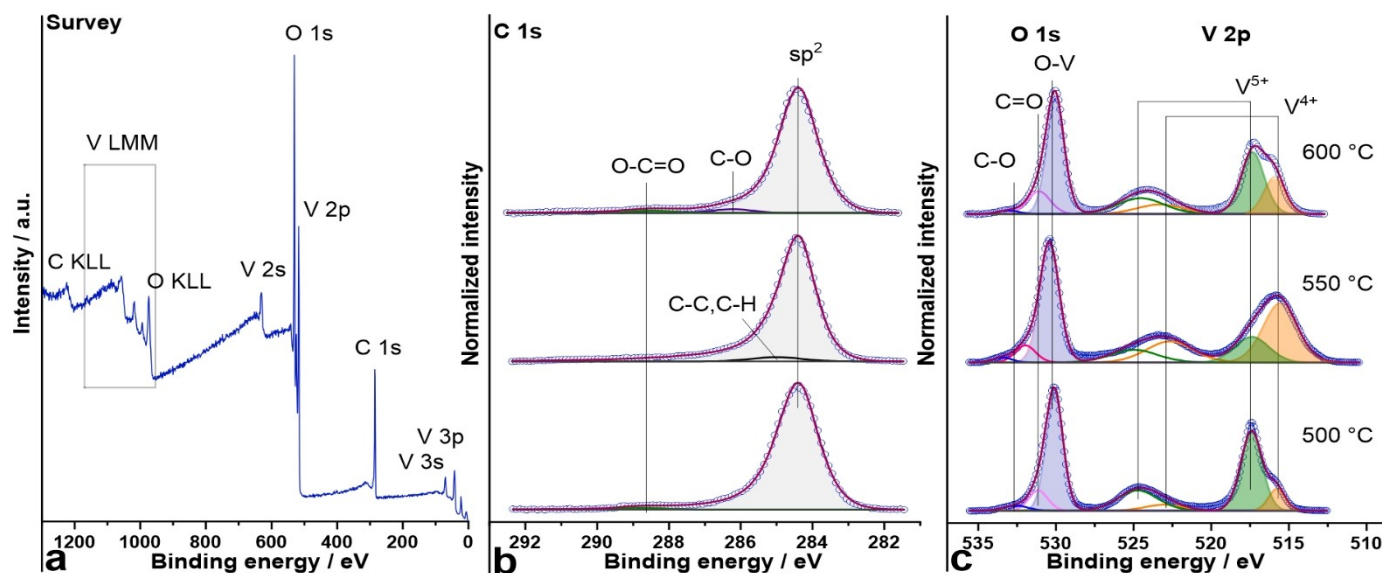 Survey
O 1s
V LMM
V 2p
C KLL
O KLL
V 2s
C 1s
V 3p
V 3s
Intensity / a.u.
1200 1000 800 600 400 200 0
Binding energy / eV
a
C 1s
sp²
O-C=O
C-O
C-C,C-H
Normalized intensity
292 290 288 286 284 282
Binding energy / eV
b
O 1s
V 2p
O-V
C=O
C-O
V⁵⁺
V⁴⁺
600 °C
550 °C
500 °C
Normalized intensity
535 530 525 520 515 510
Binding energy / eV
c